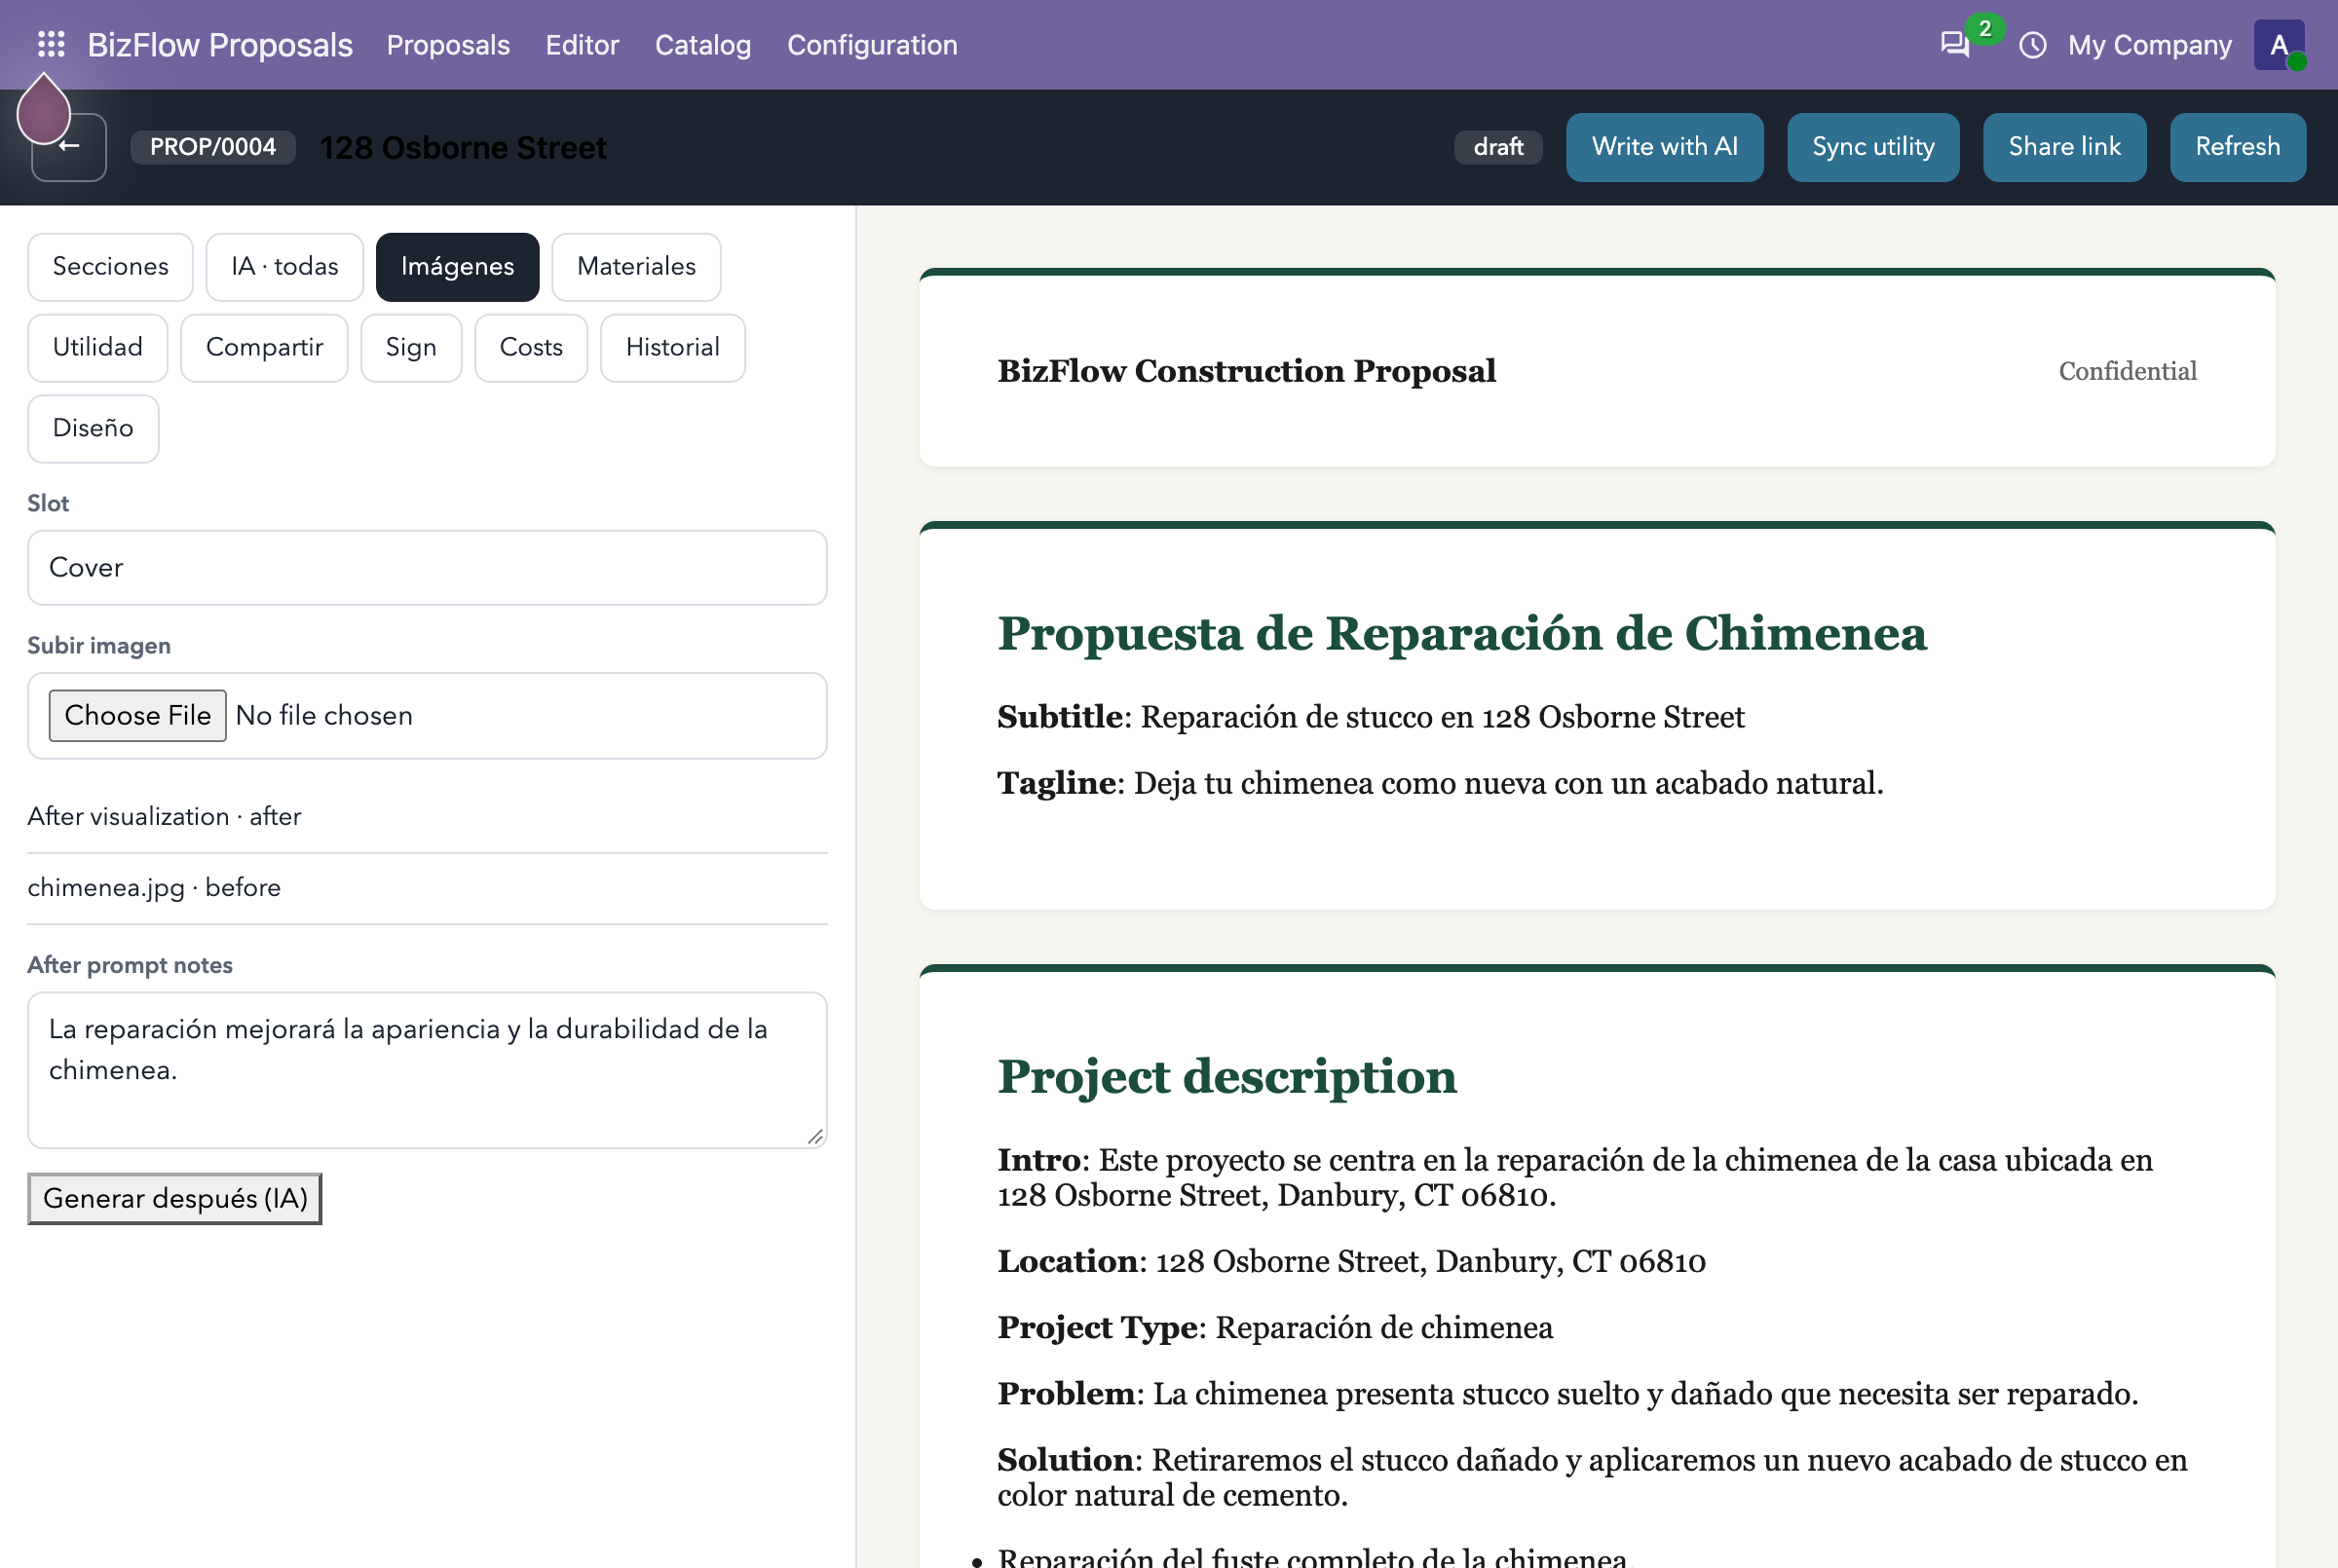 BizFlow Proposals Proposals Editor Catalog Configuration 2 My Company A
← PROP/0004 128 Osborne Street draft Write with AI Sync utility Share link Refresh
Secciones IA · todas Imágenes Materiales
Utilidad Compartir Sign Costs Historial
Diseño
Slot
Cover
Subir imagen
Choose File No file chosen
After visualization · after
chimenea.jpg · before
After prompt notes
La reparación mejorará la apariencia y la durabilidad de la
chimenea.
Generar después (IA)
BizFlow Construction Proposal Confidential
Propuesta de Reparación de Chimenea
Subtitle: Reparación de stucco en 128 Osborne Street
Tagline: Deja tu chimenea como nueva con un acabado natural.
Project description
Intro: Este proyecto se centra en la reparación de la chimenea de la casa ubicada en
128 Osborne Street, Danbury, CT 06810.
Location: 128 Osborne Street, Danbury, CT 06810
Project Type: Reparación de chimenea
Problem: La chimenea presenta stucco suelto y dañado que necesita ser reparado.
Solution: Retiraremos el stucco dañado y aplicaremos un nuevo acabado de stucco en
color natural de cemento.
• Reparación del fuste completo de la chimenea.